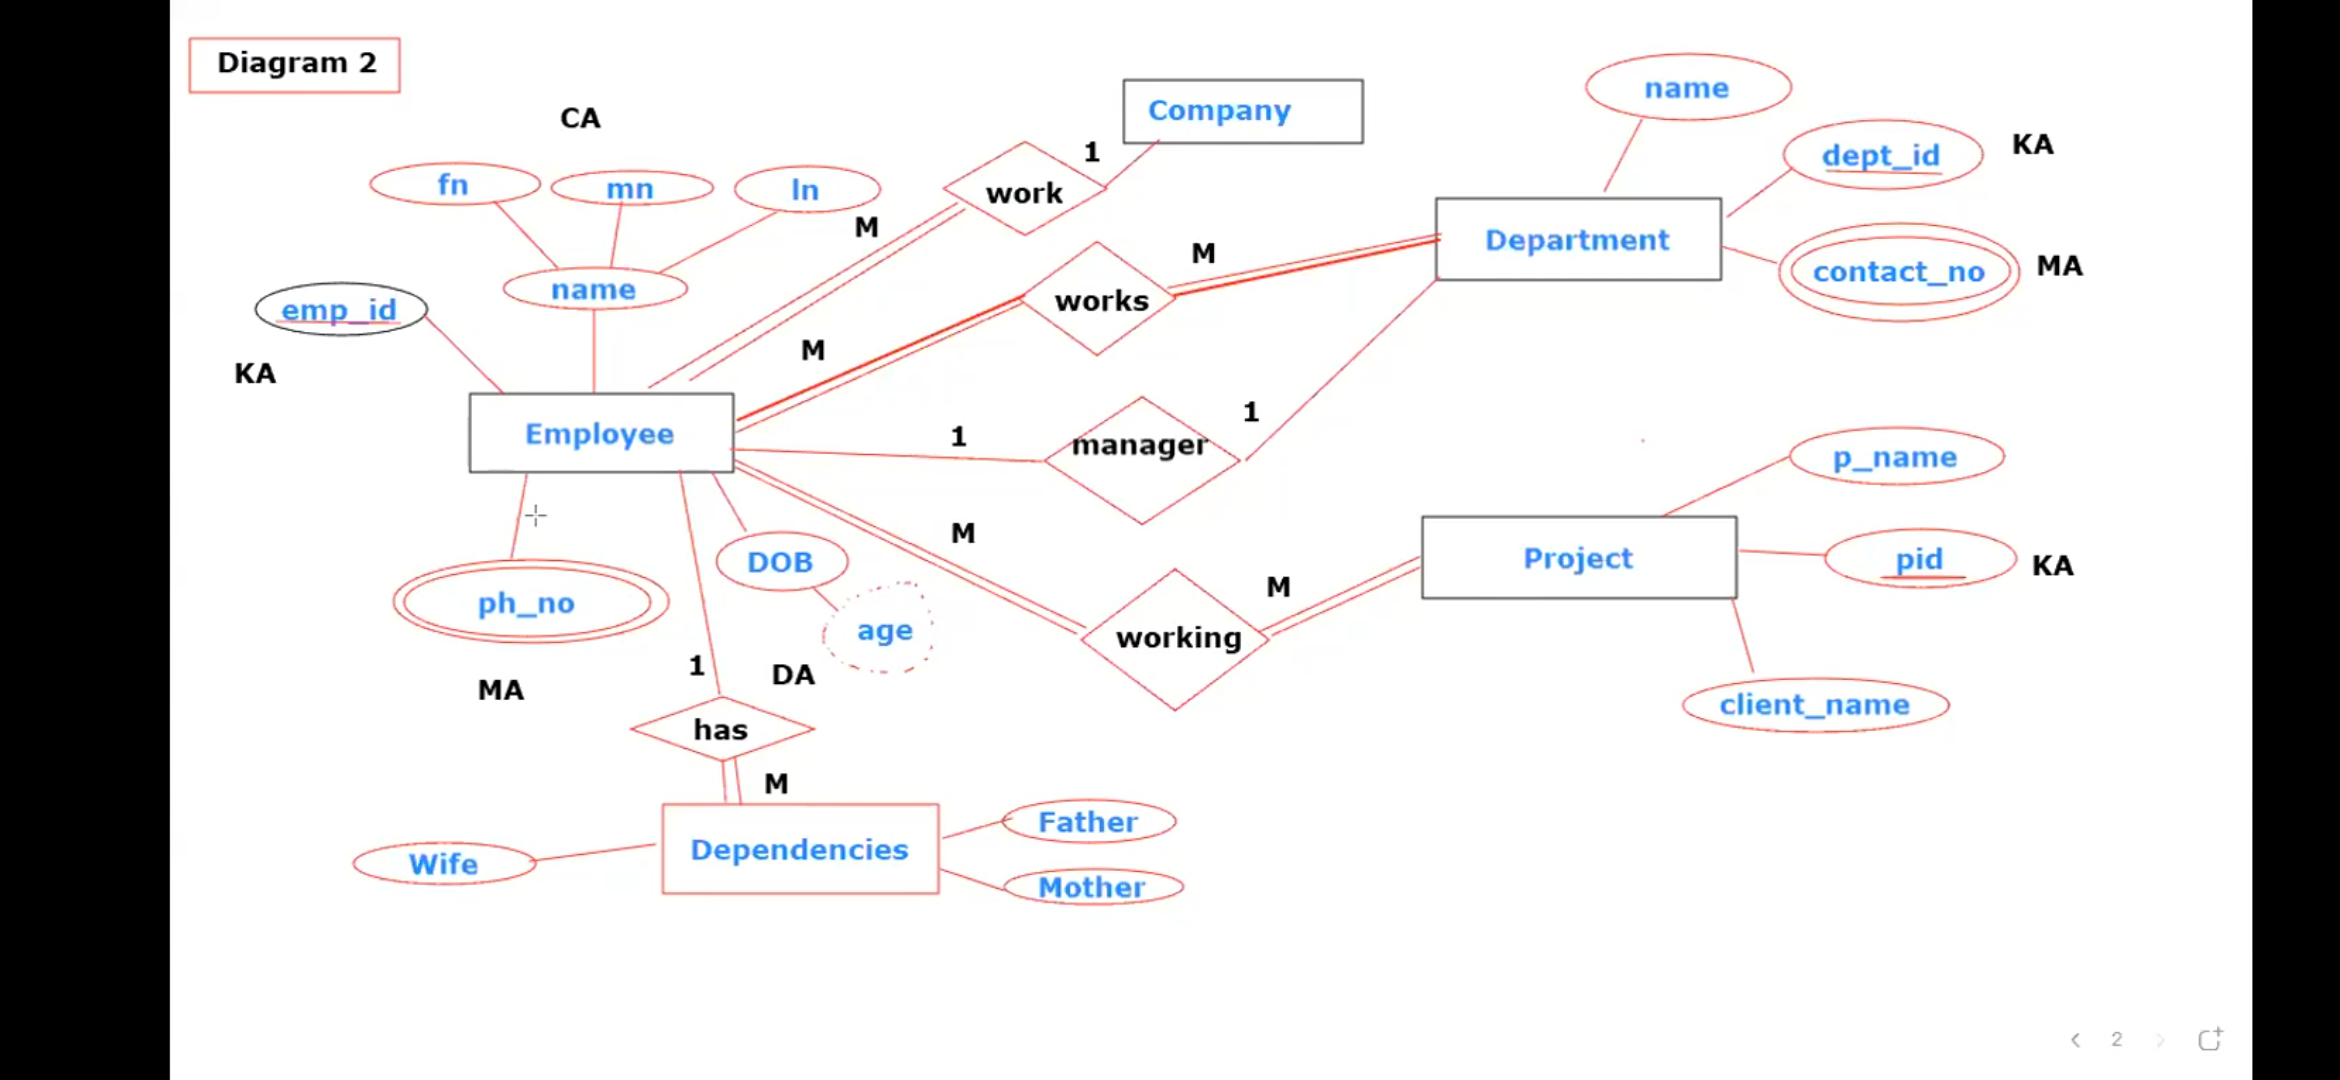 Diagram 2
CA
Company
name
1
dept_id
KA
fn
mn
ln
work
M
M
Department
contact_no
MA
name
emp_id
works
M
KA
1
Employee
1
manager
p_name
M
DOB
Project
pid
KA
M
ph_no
age
working
1
DA
MA
client_name
has
M
Father
Dependencies
Wife
Mother
2